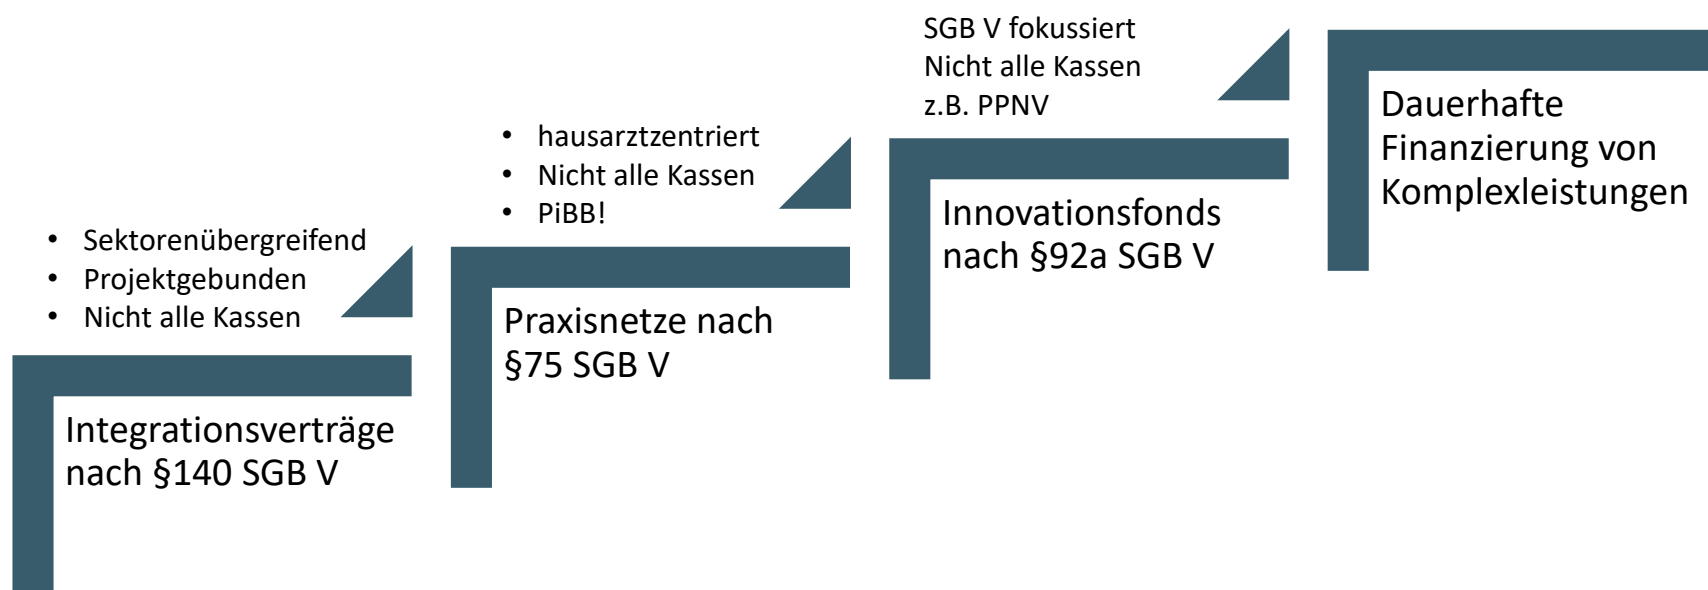 • Sektorenübergreifend
• Projektgebunden
• Nicht alle Kassen
Integrationsverträge
nach §140 SGB V
• hausarztzentriert
• Nicht alle Kassen
• PiBB!
Praxisnetze nach
§75 SGB V
SGB V fokussiert
Nicht alle Kassen
z.B. PPNV
Innovationsfonds
nach §92a SGB V
Dauerhafte
Finanzierung von
Komplexleistungen